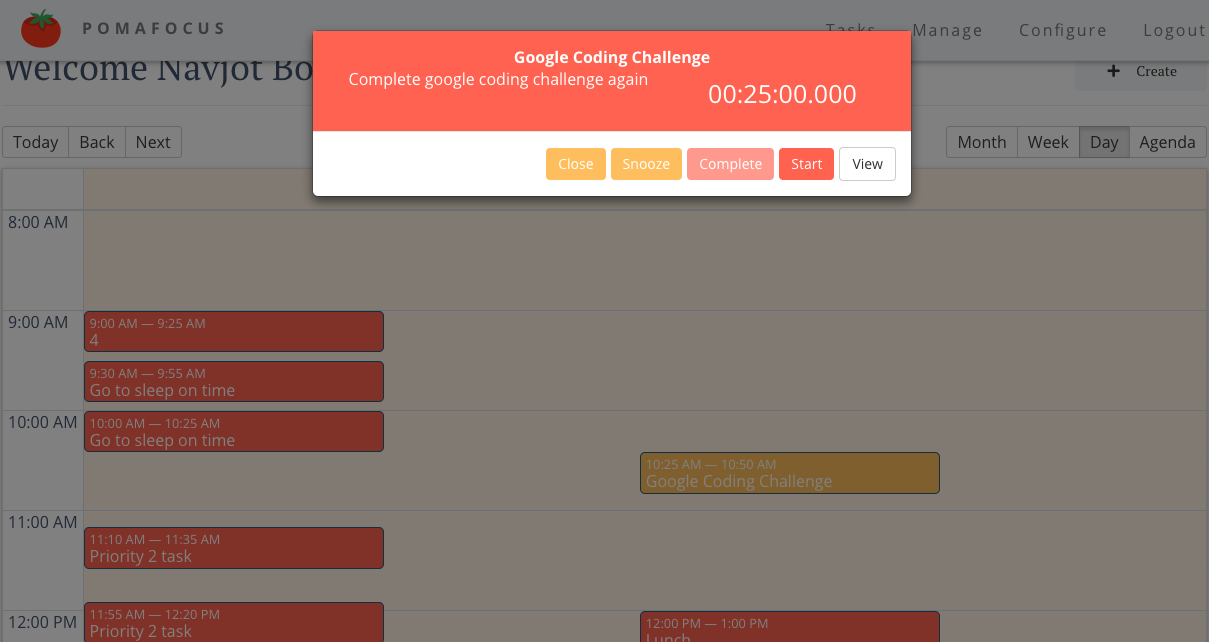 POMAFOCUS
Tasks Manage Configure Logout
Welcome Navjot Bo
Create
Google Coding Challenge
Complete google coding challenge again
00:25:00.000
Close Snooze Complete Start View
Today Back Next
Month Week Day Agenda
8:00 AM
9:00 AM
9:00 AM — 9:25 AM
4
9:30 AM — 9:55 AM
Go to sleep on time
10:00 AM
10:00 AM — 10:25 AM
Go to sleep on time
10:25 AM — 10:50 AM
Google Coding Challenge
11:00 AM
11:10 AM — 11:35 AM
Priority 2 task
11:55 AM — 12:20 PM
Priority 2 task
12:00 PM
12:00 PM — 1:00 PM
Lunch